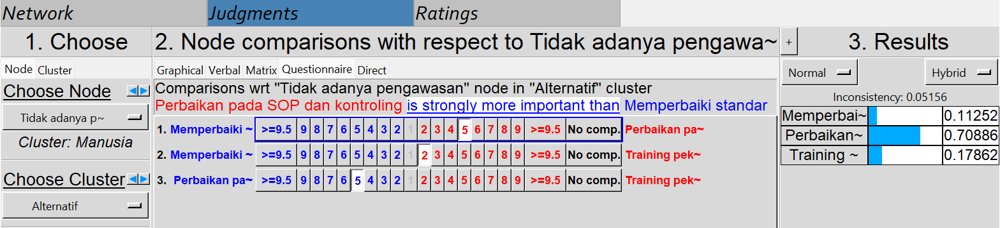 Network Judgments Ratings
1. Choose
2. Node comparisons with respect to Tidak adanya pengawa~
+ 3. Results
Node Cluster
Graphical Verbal Matrix Questionnaire Direct
Normal Hybrid
Choose Node
Comparisons wrt "Tidak adanya pengawasan" node in "Alternatif" cluster
Perbaikan pada SOP dan kontroling is strongly more important than Memperbaiki standar
Inconsistency: 0.05156
Tidak adanya p~
Cluster: Manusia
Choose Cluster
Alternatif
1. Memperbaiki ~ >=9.5 9 8 7 6 5 4 3 2 1 2 3 4 5 6 7 8 9 >=9.5 No comp. Perbaikan pa~
2. Memperbaiki ~ >=9.5 9 8 7 6 5 4 3 2 1 2 3 4 5 6 7 8 9 >=9.5 No comp. Training pek~
3. Perbaikan pa~ >=9.5 9 8 7 6 5 4 3 2 1 2 3 4 5 6 7 8 9 >=9.5 No comp. Training pek~
Memperbai~ 0.11252
Perbaikan~ 0.70886
Training ~ 0.17862